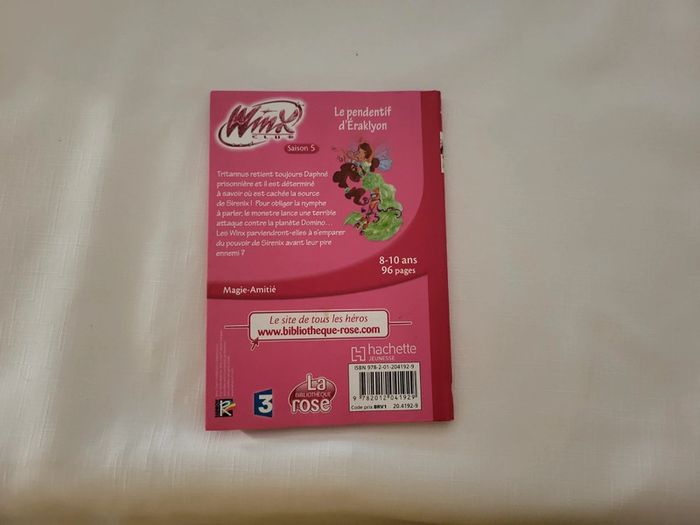 WinX
CLUB
Saison 5
Le pendentif
d'Éraklyon
Tritannus retient toujours Daphné
prisonnière et il est déterminé
à savoir où est cachée la source
de Sirenix ! Pour obliger la nymphe
à parler, le monstre lance une terrible
attaque contre la planète Domino...
Les Winx parviendront-elles à s'emparer
du pouvoir de Sirenix avant leur pire
ennemi ?
8-10 ans
96 pages
Magie-Amitié
Le site de tous les héros
www.bibliotheque-rose.com
hachette
JEUNESSE
ISBN 978-2-01-204192-9
9 782012 041929
Code prix BRV1 20.4192-9
3
La
BIBLIOTHÈQUE
rose